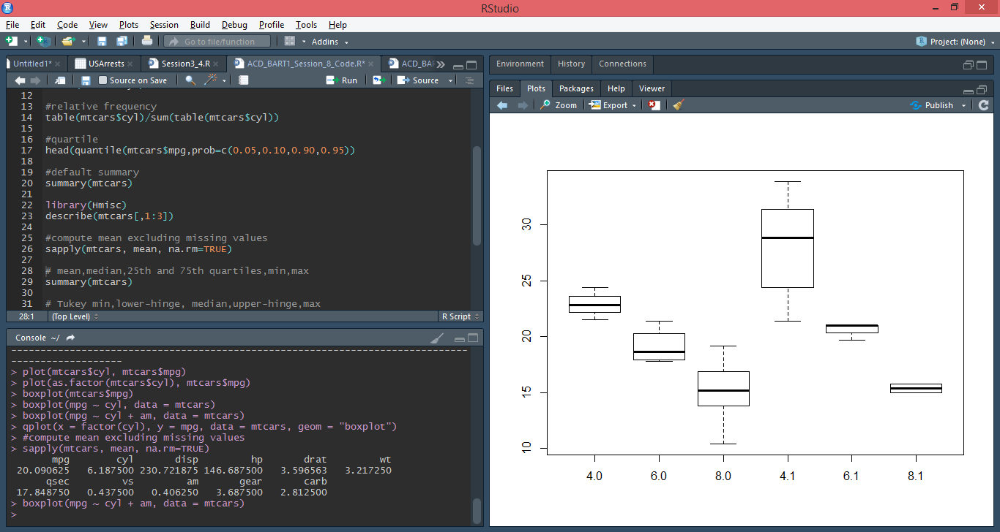 RStudio
File Edit Code View Plots Session Build Debug Profile Tools Help
Go to file/function Addins Project: (None)
Untitled1* USArrests Session3_4.R ACD_BART1_Session_8_Code.R*
Source on Save Run Source
12
13 #relative frequency
14 table(mtcars$cyl)/sum(table(mtcars$cyl))
15
16 #quartile
17 head(quantile(mtcars$mpg,prob=c(0.05,0.10,0.90,0.95))
18
19 #default summary
20 summary(mtcars)
21
22 library(Hmisc)
23 describe(mtcars[,1:3])
24
25 #compute mean excluding missing values
26 sapply(mtcars, mean, na.rm=TRUE)
27
28 # mean,median,25th and 75th quartiles,min,max
29 summary(mtcars)
30
31 # Tukey min,lower-hinge, median,upper-hinge,max
28:1 (Top Level) R Script
Console ~/
--------------------------------------------------------------------------------
-------------------
> plot(mtcars$cyl, mtcars$mpg)
> plot(as.factor(mtcars$cyl), mtcars$mpg)
> boxplot(mtcars$mpg)
> boxplot(mpg ~ cyl, data = mtcars)
> boxplot(mpg ~ cyl + am, data = mtcars)
> qplot(x = factor(cyl), y = mpg, data = mtcars, geom = "boxplot")
> #compute mean excluding missing values
> sapply(mtcars, mean, na.rm=TRUE)
mpg cyl disp hp drat wt
20.090625 6.187500 230.721875 146.687500 3.596563 3.217250
qsec vs am gear carb
17.848750 0.437500 0.406250 3.687500 2.812500
> boxplot(mpg ~ cyl + am, data = mtcars)
>
Environment History Connections
Files Plots Packages Help Viewer
Zoom Export Publish
30
25
20
15
10
4.0 6.0 8.0 4.1 6.1 8.1